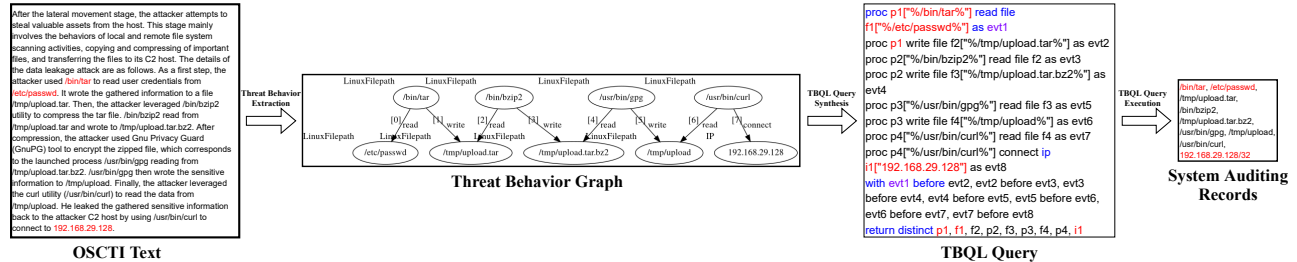 After the lateral movement stage, the attacker attempts to
steal valuable assets from the host. This stage mainly
involves the behaviors of local and remote file system
scanning activities, copying and compressing of important
files, and transferring the files to its C2 host. The details of
the data leakage attack are as follows. As a first step, the
attacker used /bin/tar to read user credentials from
/etc/passwd. It wrote the gathered information to a file
/tmp/upload.tar. Then, the attacker leveraged /bin/bzip2
utility to compress the tar file. /bin/bzip2 read from
/tmp/upload.tar and wrote to /tmp/upload.tar.bz2. After
compression, the attacker used Gnu Privacy Guard
(GnuPG) tool to encrypt the zipped file, which corresponds
to the launched process /usr/bin/gpg reading from
/tmp/upload.tar.bz2. /usr/bin/gpg then wrote the sensitive
information to /tmp/upload. Finally, the attacker leveraged
the curl utility (/usr/bin/curl) to read the data from
/tmp/upload. He leaked the gathered sensitive information
back to the attacker C2 host by using /usr/bin/curl to
connect to 192.168.29.128.
OSCTI Text
Threat Behavior
Extraction
LinuxFilepath LinuxFilepath LinuxFilepath LinuxFilepath
/bin/tar /bin/bzip2 /usr/bin/gpg /usr/bin/curl
[0] [1] [2] [3] [4] [5] [6] [7]
read write read write read write read connect
LinuxFilepath LinuxFilepath LinuxFilepath LinuxFilepath IP
/etc/passwd /tmp/upload.tar /tmp/upload.tar.bz2 /tmp/upload 192.168.29.128
Threat Behavior Graph
TBQL Query
Synthesis
proc p1["%/bin/tar%"] read file
f1["%/etc/passwd%"] as evt1
proc p1 write file f2["%/tmp/upload.tar%"] as evt2
proc p2["%/bin/bzip2%"] read file f2 as evt3
proc p2 write file f3["%/tmp/upload.tar.bz2%"] as
evt4
proc p3["%/usr/bin/gpg%"] read file f3 as evt5
proc p3 write file f4["%/tmp/upload%"] as evt6
proc p4["%/usr/bin/curl%"] read file f4 as evt7
proc p4["%/usr/bin/curl%"] connect ip
i1["192.168.29.128"] as evt8
with evt1 before evt2, evt2 before evt3, evt3
before evt4, evt4 before evt5, evt5 before evt6,
evt6 before evt7, evt7 before evt8
return distinct p1, f1, f2, p2, f3, p3, f4, p4, i1
TBQL Query
TBQL Query
Execution
/bin/tar, /etc/passwd,
/tmp/upload.tar,
/bin/bzip2,
/tmp/upload.tar.bz2,
/usr/bin/gpg, /tmp/upload,
/usr/bin/curl,
192.168.29.128/32
System Auditing
Records